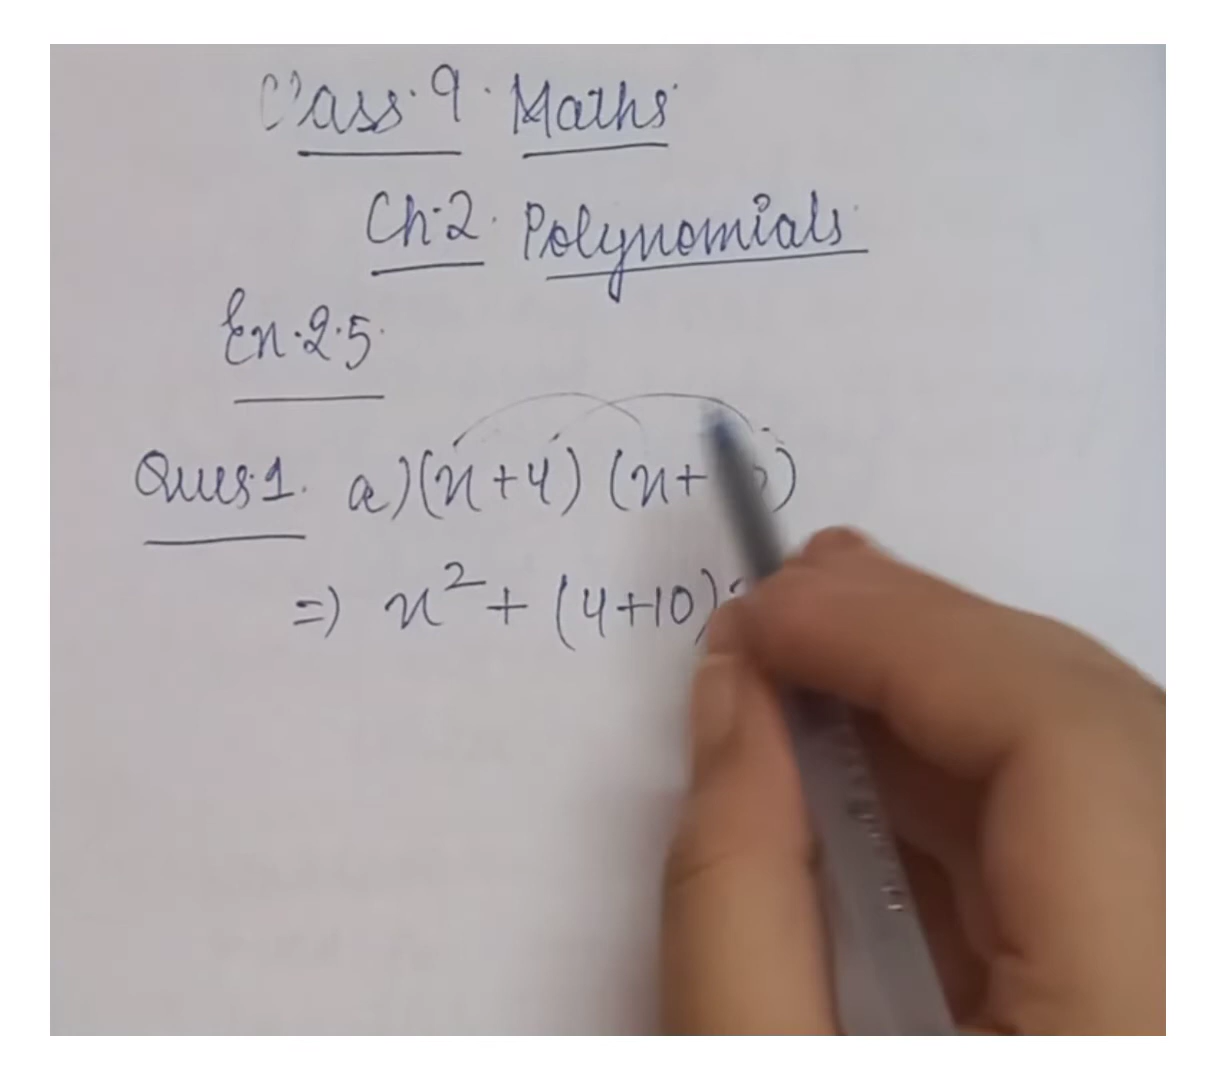 Class 9 Maths
Ch:2. Polynomials
Ex.2.5
Ques:1. a) (x+4) (x+
=) x² + (4+10)